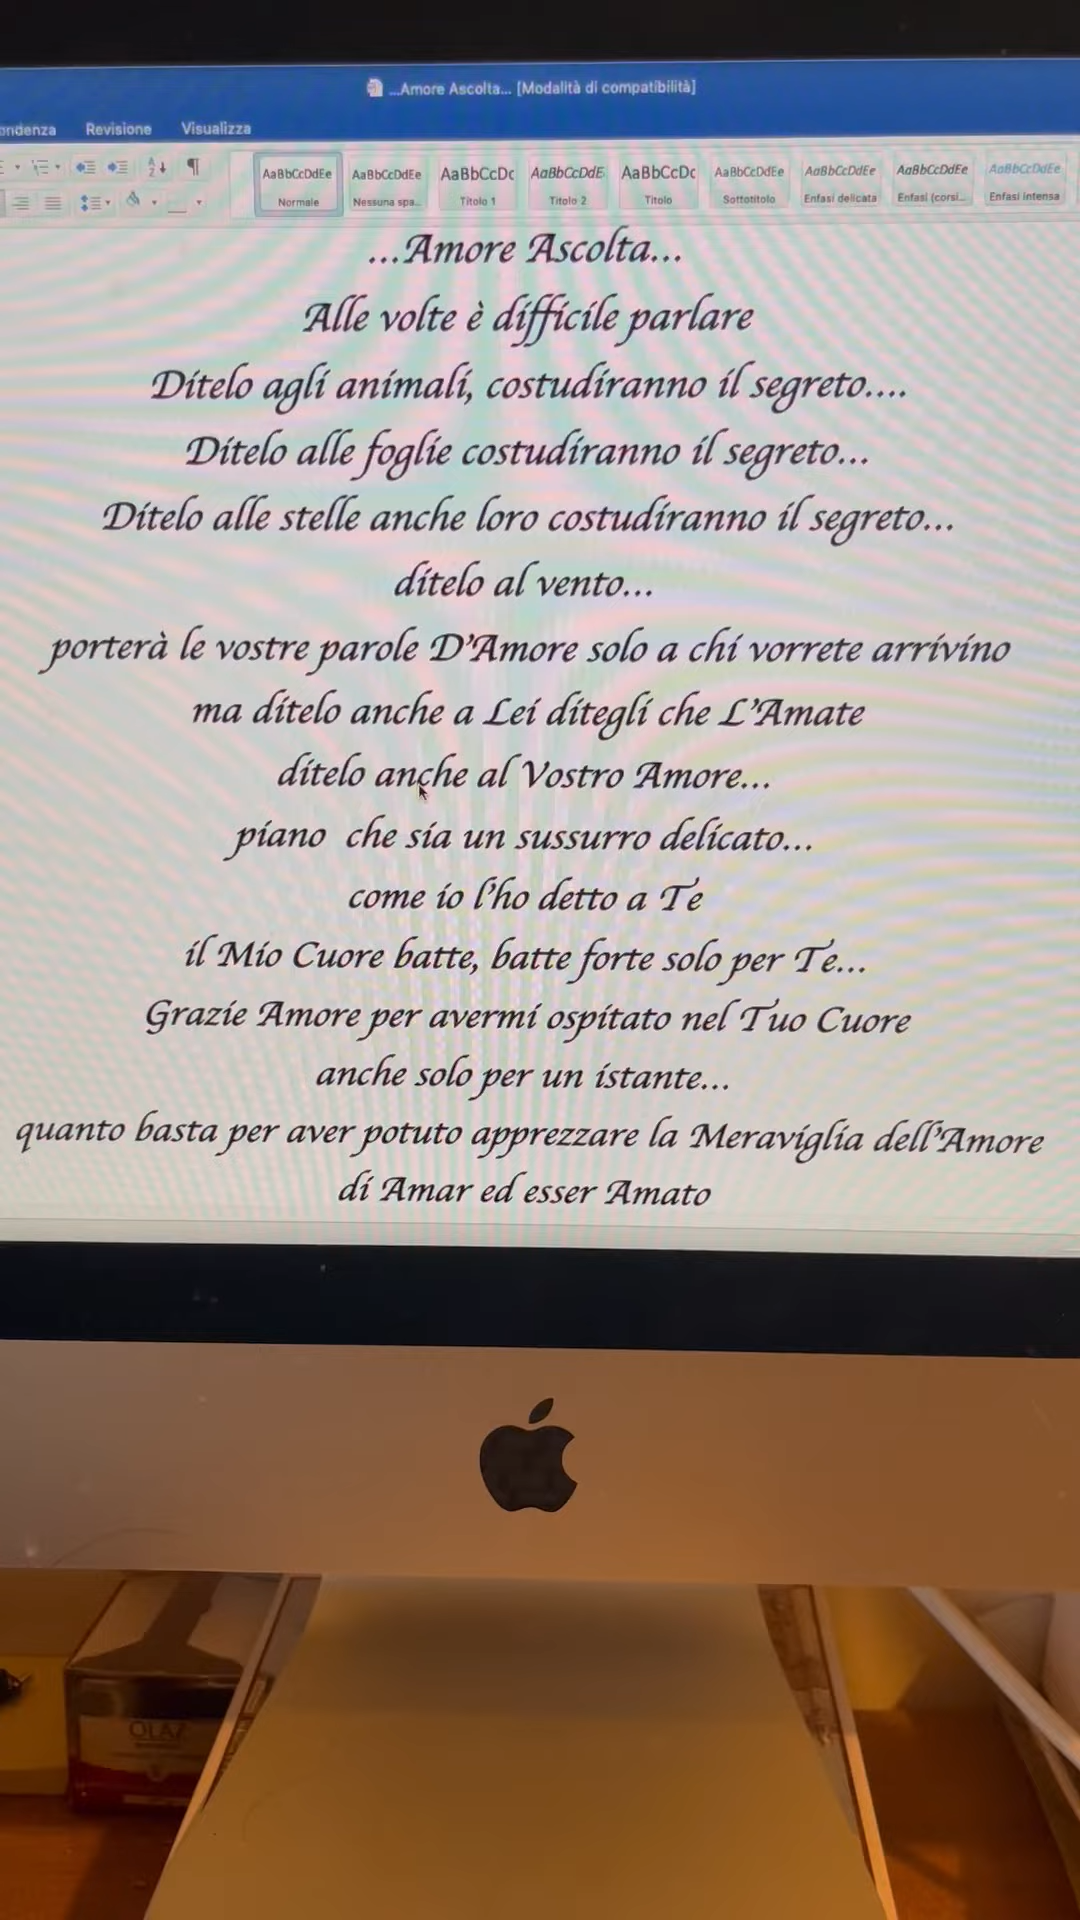 ...Amore Ascolta... [Modalità di compatibilità]
ondenza Revisione Visualizza
AaBbCcDdEe AaBbCcDdEe AaBbCcDc AaBbCcDdE AaBbCcDc AaBbCcDdEe AaBbCcDdEe AaBbCcDdEe AaBbCcDdEe
Normale Nessuna spa... Titolo 1 Titolo 2 Titolo Sottotitolo Enfasi delicata Enfasi (corsi... Enfasi intensa
...Amore Ascolta...
Alle volte è difficile parlare
Ditelo agli animali, costudiranno il segreto....
Ditelo alle foglie costudiranno il segreto...
Ditelo alle stelle anche loro costudiranno il segreto...
ditelo al vento...
porterà le vostre parole D'Amore solo a chi vorrete arrivino
ma ditelo anche a Lei ditegli che L'Amate
ditelo anche al Vostro Amore...
piano che sia un sussurro delicato...
come io l'ho detto a Te
il Mio Cuore batte, batte forte solo per Te...
Grazie Amore per avermi ospitato nel Tuo Cuore
anche solo per un istante...
quanto basta per aver potuto apprezzare la Meraviglia dell'Amore
di Amar ed esser Amato
OLAZ